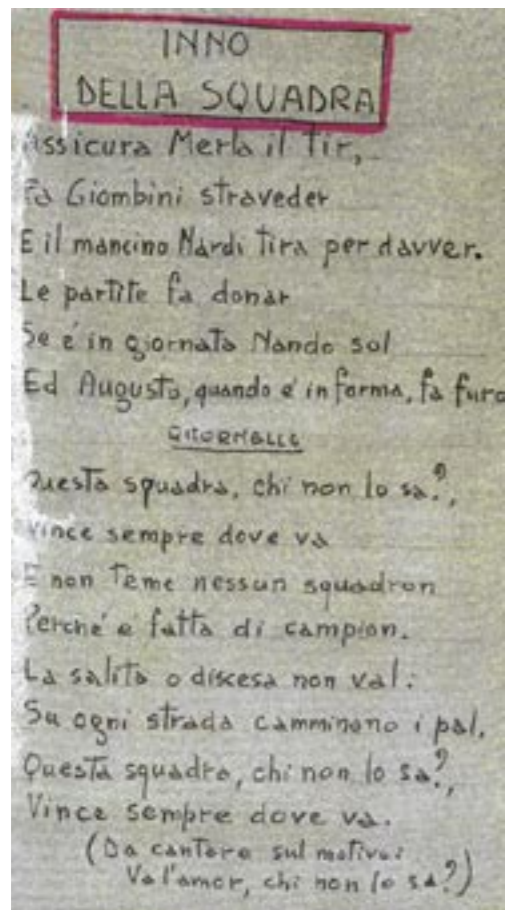 INNO
DELLA SQUADRA
Assicura Merla il tir,
Fa Giombini straveder
E il mancino Nardi tira per davver.
Le partite fa donar
Se è in giornata Nando sol
Ed Augusto, quando è in forma, fa furo
RITORNELLO
Questa squadra, chi non lo sa?,
Vince sempre dove va
E non teme nessun squadron
Perché è fatta di campion.
La salita o discesa non val:
Su ogni strada camminano i pal.
Questa squadra, chi non lo sa?,
Vince sempre dove va.
(Da cantare sul motivo:
Va l'amor, chi non lo sa?)